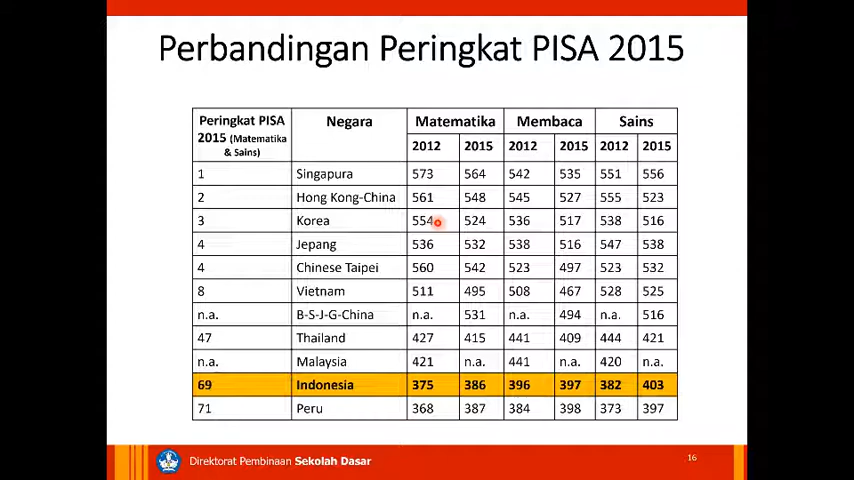 Perbandingan Peringkat PISA 2015
Peringkat PISA 2015 (Matematika & Sains) Negara Matematika Membaca Sains
2012 2015 2012 2015 2012 2015
1 Singapura 573 564 542 535 551 556
2 Hong Kong-China 561 548 545 527 555 523
3 Korea 554 524 536 517 538 516
4 Jepang 536 532 538 516 547 538
4 Chinese Taipei 560 542 523 497 523 532
8 Vietnam 511 495 508 467 528 525
n.a. B-S-J-G-China n.a. 531 n.a. 494 n.a. 516
47 Thailand 427 415 441 409 444 421
n.a. Malaysia 421 n.a. 441 n.a. 420 n.a.
69 Indonesia 375 386 396 397 382 403
71 Peru 368 387 384 398 373 397
Direktorat Pembinaan Sekolah Dasar
16